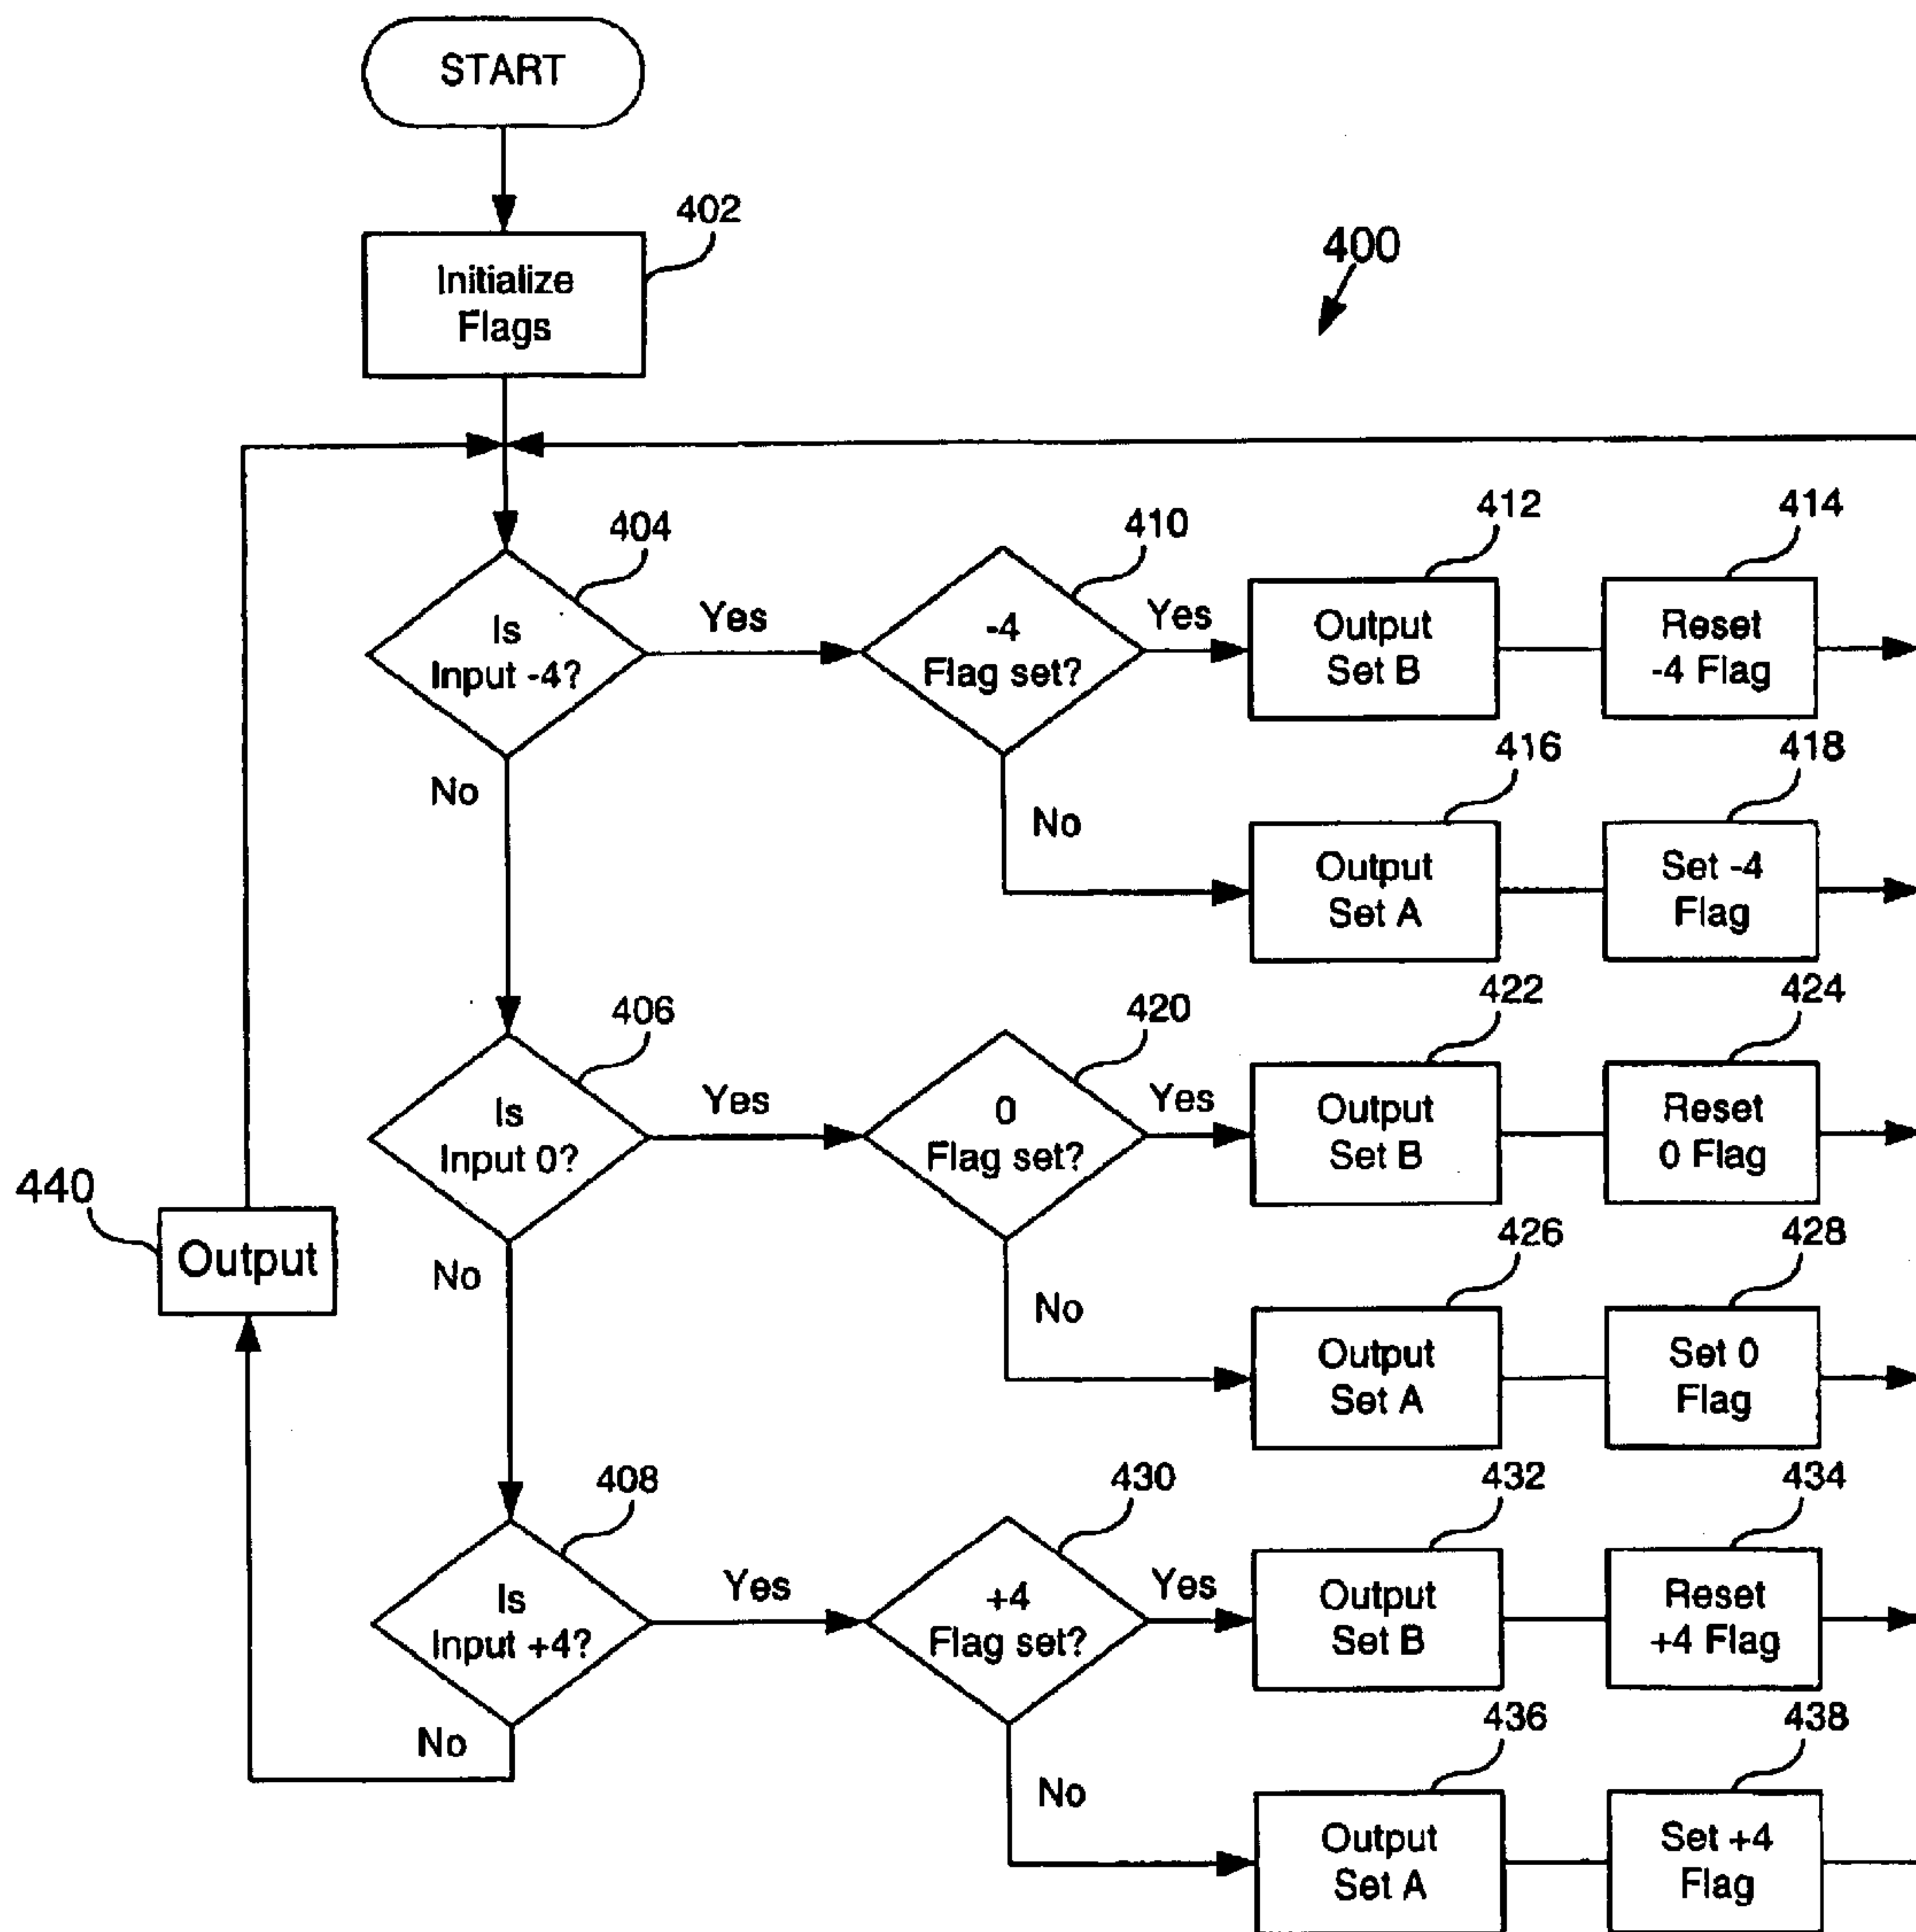 START
402
Initialize
Flags
400
404
Is
Input -4?
Yes
No
410
-4
Flag set?
Yes
No
412
Output
Set B
414
Reset
-4 Flag
416
Output
Set A
418
Set -4
Flag
406
Is
Input 0?
Yes
No
420
0
Flag set?
Yes
No
422
Output
Set B
424
Reset
0 Flag
426
Output
Set A
428
Set 0
Flag
440
Output
408
Is
Input +4?
Yes
No
430
+4
Flag set?
Yes
No
432
Output
Set B
434
Reset
+4 Flag
436
Output
Set A
438
Set +4
Flag